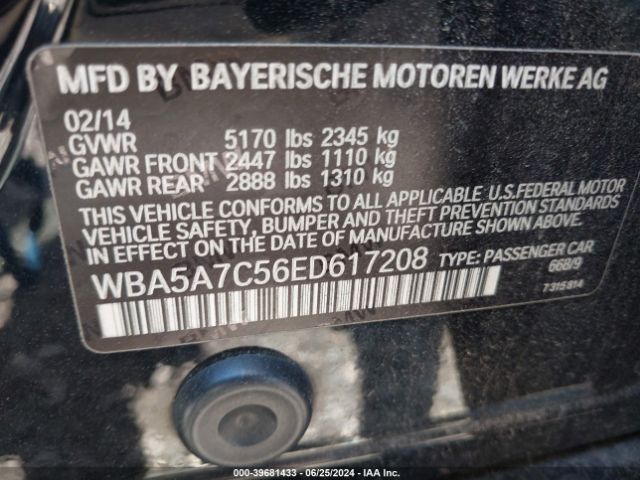 MFD BY BAYERISCHE MOTOREN WERKE AG
02/14
GVWR 5170 lbs 2345 kg
GAWR FRONT 2447 lbs 1110 kg
GAWR REAR 2888 lbs 1310 kg
THIS VEHICLE CONFORMS TO ALL APPLICABLE U.S.FEDERAL MOTOR
VEHICLE SAFETY, BUMPER AND THEFT PREVENTION STANDARDS
IN EFFECT ON THE DATE OF MANUFACTURE SHOWN ABOVE.
WBA5A7C56ED617208 TYPE: PASSENGER CAR
668/9
7315814
000-39681433 - 06/25/2024 - IAA Inc.